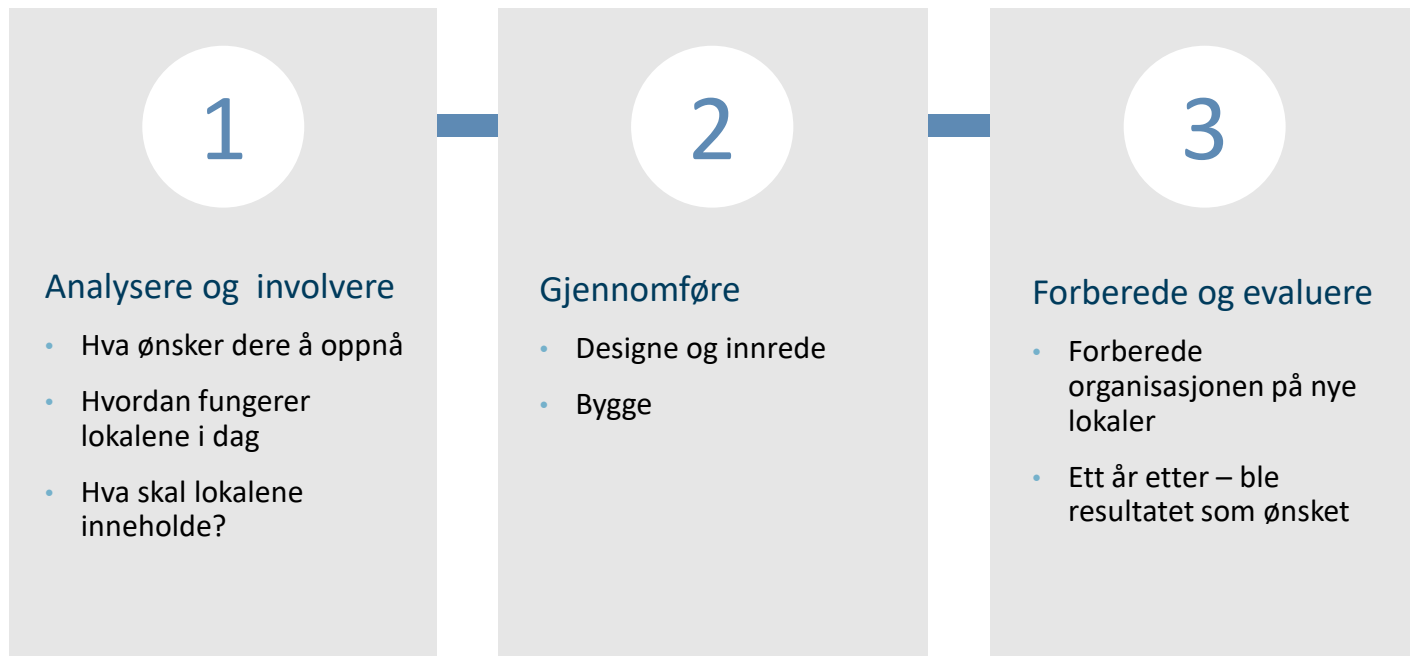 1
Analysere og  involvere
• Hva ønsker dere å oppnå
• Hvordan fungerer
lokalene i dag
• Hva skal lokalene
inneholde?
2
Gjennomføre
• Designe og innrede
• Bygge
3
Forberede og evaluere
• Forberede
organisasjonen på nye
lokaler
• Ett år etter – ble
resultatet som ønsket